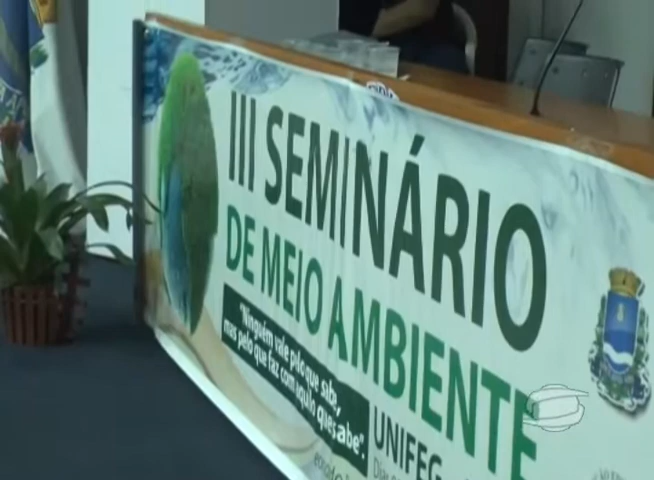 III SEMINÁRIO
DE MEIO AMBIENTE
"Ninguém vale pelo que sabe,
mas pelo que faz com aquilo que sabe".
UNIFEG